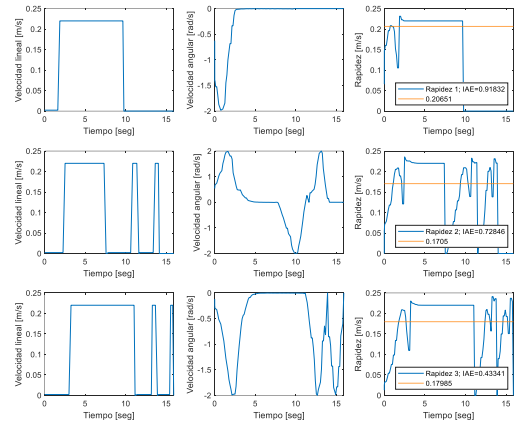 0.25
0.2
0.15
0.1
0.05
0
0 5 10 15
Velocidad lineal [m/s]
Tiempo [seg]
0
-0.5
-1
-1.5
-2
0 5 10 15
Velocidad angular [rad/s]
Tiempo [seg]
0.25
0.2
0.15
0.1
0.05
0
0 5 10 15
Rapidez [m/s]
Tiempo [seg]
Rapidez 1; IAE=0.91832
0.20651
0.25
0.2
0.15
0.1
0.05
0
0 5 10 15
Velocidad lineal [m/s]
Tiempo [seg]
2
1
0
-1
-2
0 5 10 15
Velocidad angular [rad/s]
Tiempo [seg]
0.25
0.2
0.15
0.1
0.05
0
0 5 10 15
Rapidez [m/s]
Tiempo [seg]
Rapidez 2; IAE=0.72846
0.1705
0.25
0.2
0.15
0.1
0.05
0
0 5 10 15
Velocidad lineal [m/s]
Tiempo [seg]
0
-0.5
-1
-1.5
-2
0 5 10 15
Velocidad angular [rad/s]
Tiempo [seg]
0.25
0.2
0.15
0.1
0.05
0
0 5 10 15
Rapidez [m/s]
Tiempo [seg]
Rapidez 3; IAE=0.43341
0.17985